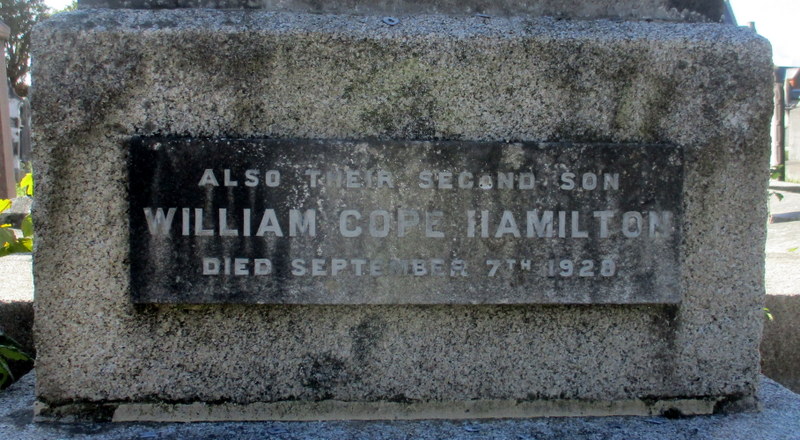 ALSO THEIR SECOND SON
WILLIAM COPE HAMILTON
DIED SEPTEMBER 7TH 1928.